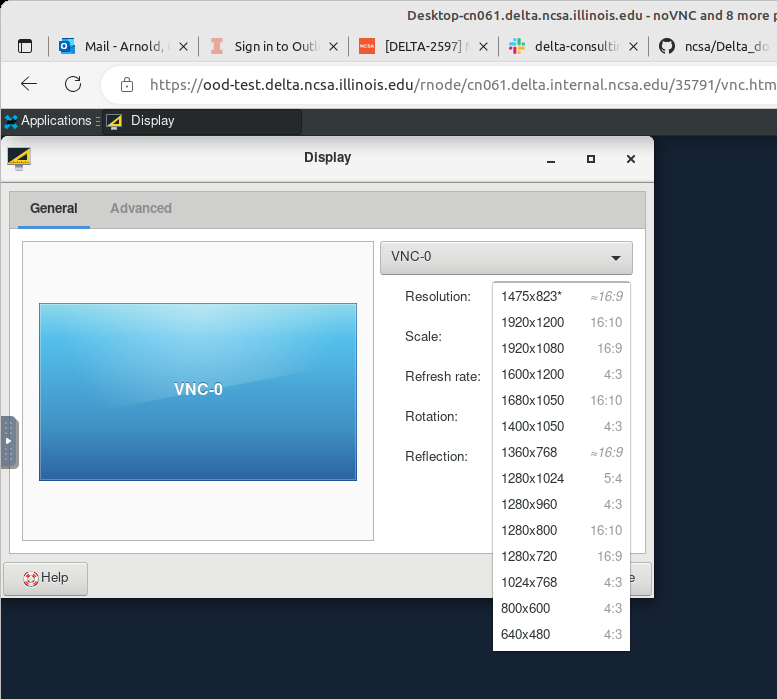 Desktop-cn061.delta.ncsa.illinois.edu - noVNC and 8 more p
Mail - Arnold, Sign in to Outl NCSA [DELTA-2597] delta-consultin ncsa/Delta_do
https://ood-test.delta.ncsa.illinois.edu/rnode/cn061.delta.internal.ncsa.edu/35791/vnc.htm
Applications Display
Display
General Advanced
VNC-0
VNC-0
Resolution:
Scale:
Refresh rate:
Rotation:
Reflection:
1475x823* ≈16:9
1920x1200 16:10
1920x1080 16:9
1600x1200 4:3
1680x1050 16:10
1400x1050 4:3
1360x768 ≈16:9
1280x1024 5:4
1280x960 4:3
1280x800 16:10
1280x720 16:9
1024x768 4:3
800x600 4:3
640x480 4:3
Help